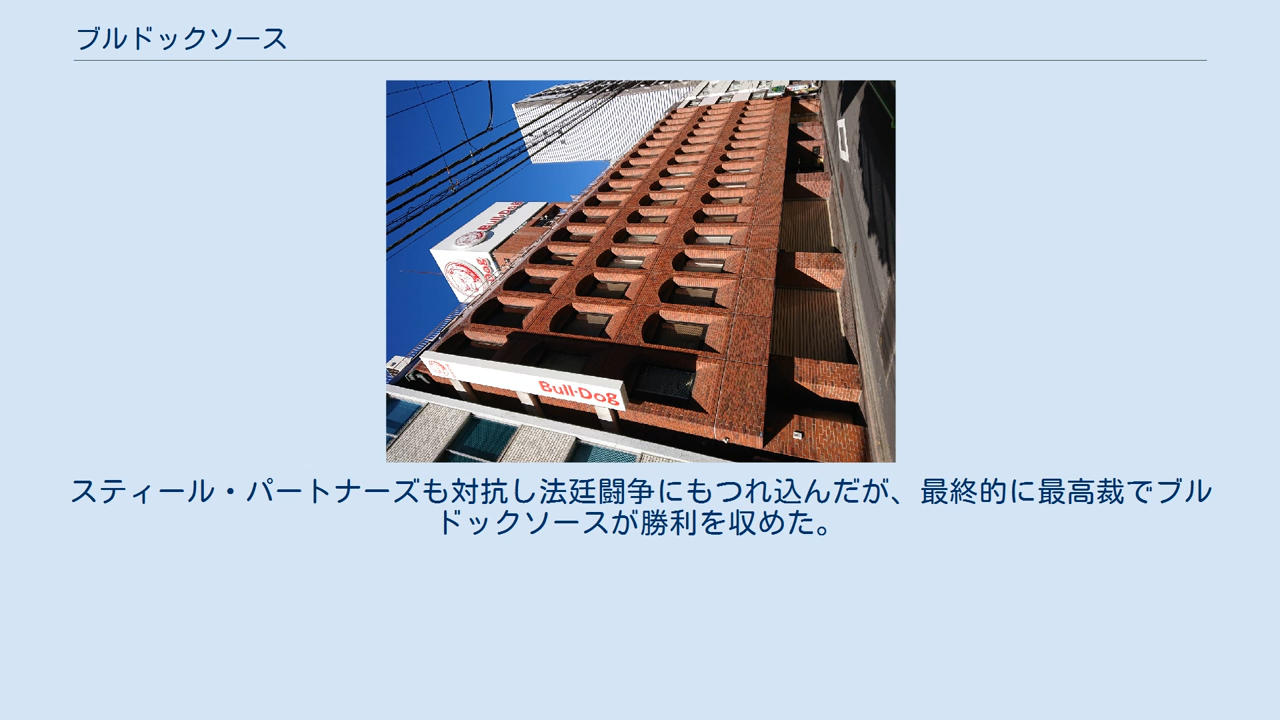 ブルドックソース
Bull-Dog
Bull-Dog
スティール・パートナーズも対抗し法廷闘争にもつれ込んだが、最終的に最高裁でブル
ドックソースが勝利を収めた。